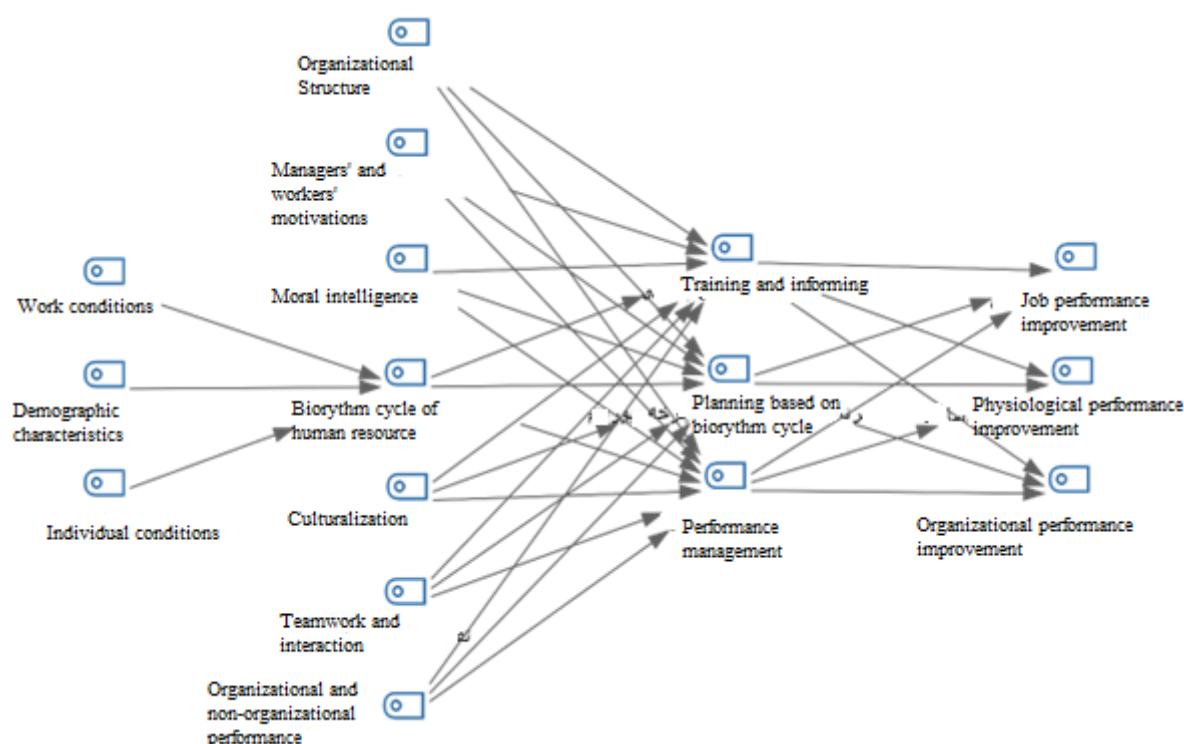 Organizational
Structure
Managers' and
workers'
motivations
Moral intelligence
Work conditions
Demographic
characteristics
Individual conditions
Biorythm cycle of
human resource
Culturalization
Teamwork and
interaction
Organizational and
non-organizational
performance
Training and informing
Planning based on
biorythm cycle
Performance
management
Job performance
improvement
Physiological performance
improvement
Organizational performance
improvement